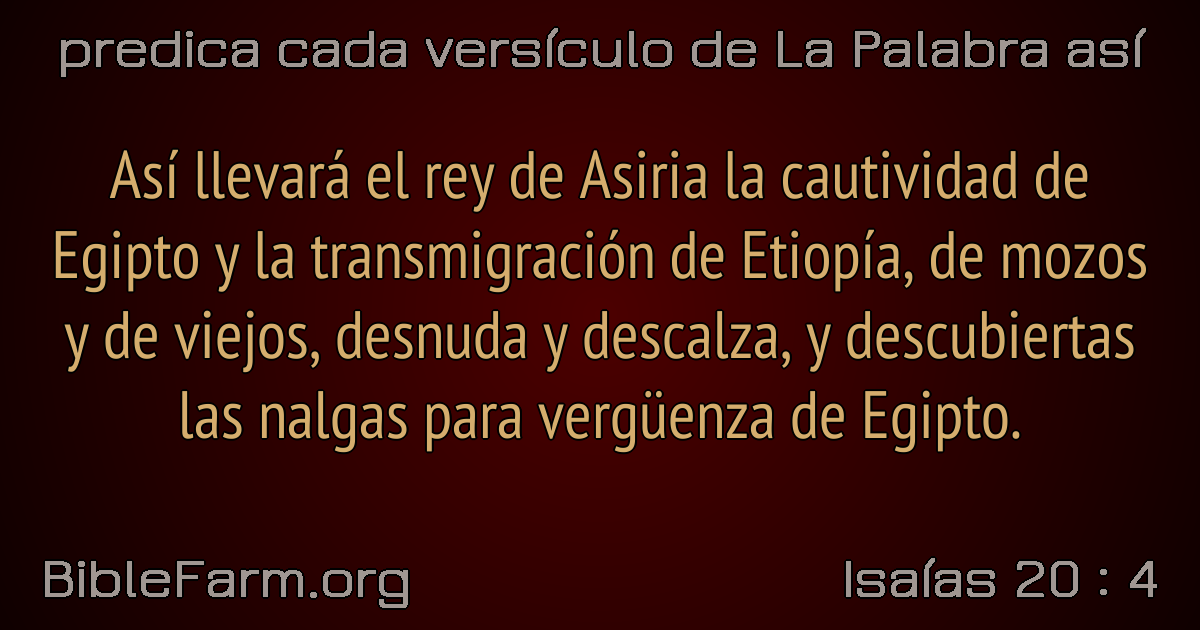 predica cada versículo de La Palabra así
Así llevará el rey de Asiria la cautividad de
Egipto y la transmigración de Etiopía, de mozos
y de viejos, desnuda y descalza, y descubiertas
las nalgas para vergüenza de Egipto.
BibleFarm.org
Isaías 20 : 4